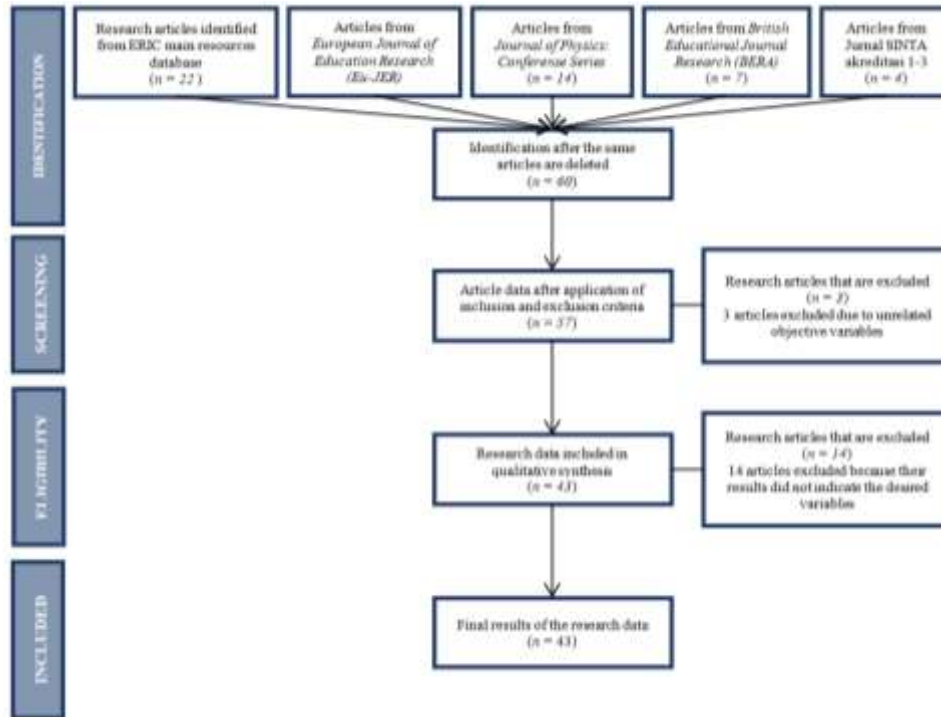 IDENTIFICATION
Research articles identified
from ERIC main resources
database
(n = 22)
Articles from
European Journal of
Education Research
(Eu-JER)
Articles from
Journal of Physics:
Conference Series
(n = 14)
Articles from British
Educational Journal
Research (BERA)
(n = 7)
Articles from
Jurnal SINTA
akreditasi 1-3
(n = 4)
Identification after the same
articles are deleted
(n = 60)
SCREENING
Article data after application of
inclusion and exclusion criteria
(n = 57)
Research articles that are excluded
(n = 3)
3 articles excluded due to unrelated
objective variables
ELIGIBILITY
Research data included in
qualitative synthesis
(n = 43)
Research articles that are excluded
(n = 14)
14 articles excluded because their
results did not indicate the desired
variables
INCLUDED
Final results of the research data
(n = 43)